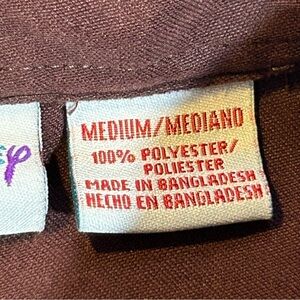 MEDIUM/MEDIANO
100% POLYESTER/
POLIESTER
MADE IN BANGLADESH
HECHO EN BANGLADESH